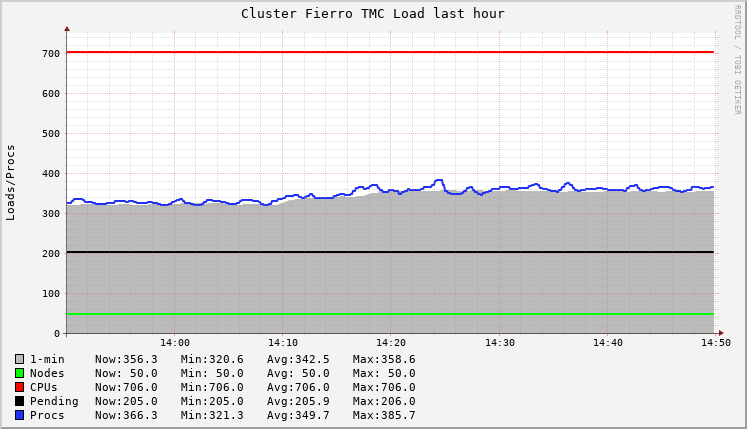 Cluster Fierro TMC Load last hour
RRDTOOL / TOBI OETIKER
Loads/Procs
700
600
500
400
300
200
100
0
14:00 14:10 14:20 14:30 14:40 14:50
1-min Now:356.3 Min:320.6 Avg:342.5 Max:358.6
Nodes Now: 50.0 Min: 50.0 Avg: 50.0 Max: 50.0
CPUs Now:706.0 Min:706.0 Avg:706.0 Max:706.0
Pending Now:205.0 Min:205.0 Avg:205.9 Max:206.0
Procs Now:366.3 Min:321.3 Avg:349.7 Max:385.7